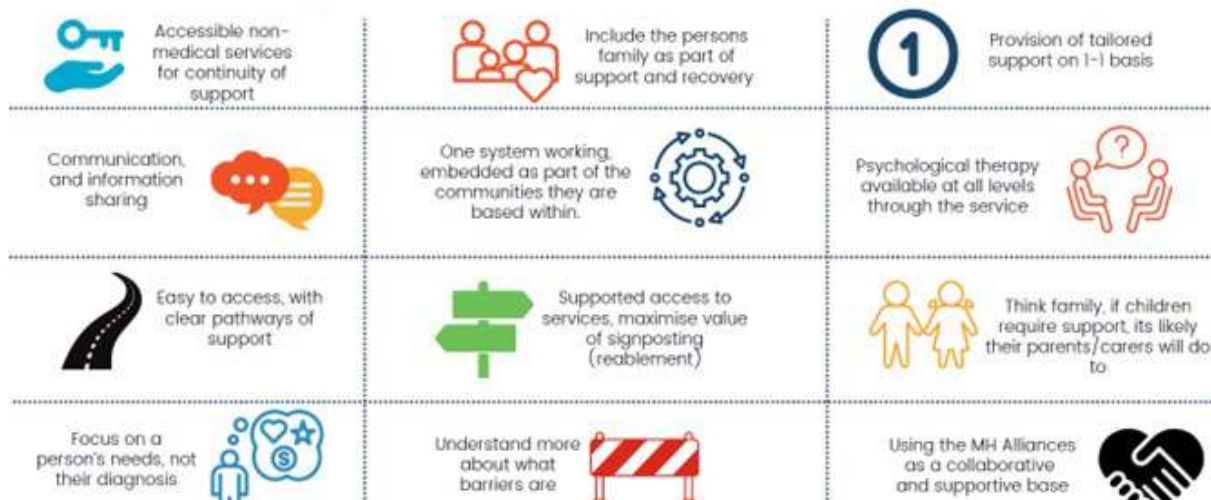 Accessible non-
medical services
for continuity of
support
Include the persons
family as part of
support and recovery
1
Provision of tailored
support on 1-1 basis
Communication,
and information
sharing
One system working,
embedded as part of the
communities they are
based within.
?
Psychological therapy
available at all levels
through the service
Easy to access, with
clear pathways of
support
Supported access to
services, maximise value
of signposting
(reablement)
Think family, if children
require support, its likely
their parents/carers will do
to
Focus on a
person's needs, not
their diagnosis
$
Understand more
about what
barriers are
Using the MH Alliances
as a collaborative
and supportive base